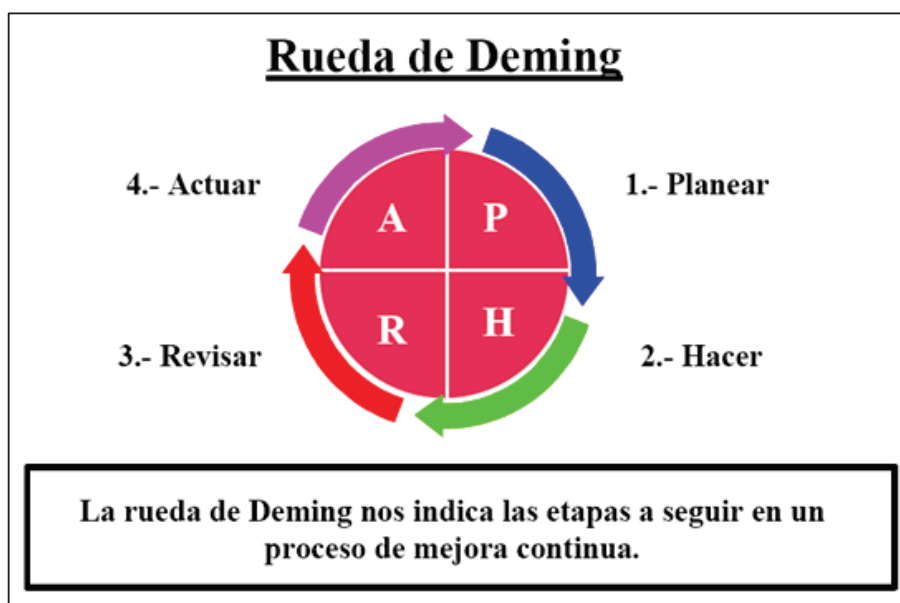 Rueda de Deming
4.- Actuar
1.- Planear
A
P
R
H
3.- Revisar
2.- Hacer
La rueda de Deming nos indica las etapas a seguir en un
proceso de mejora continua.